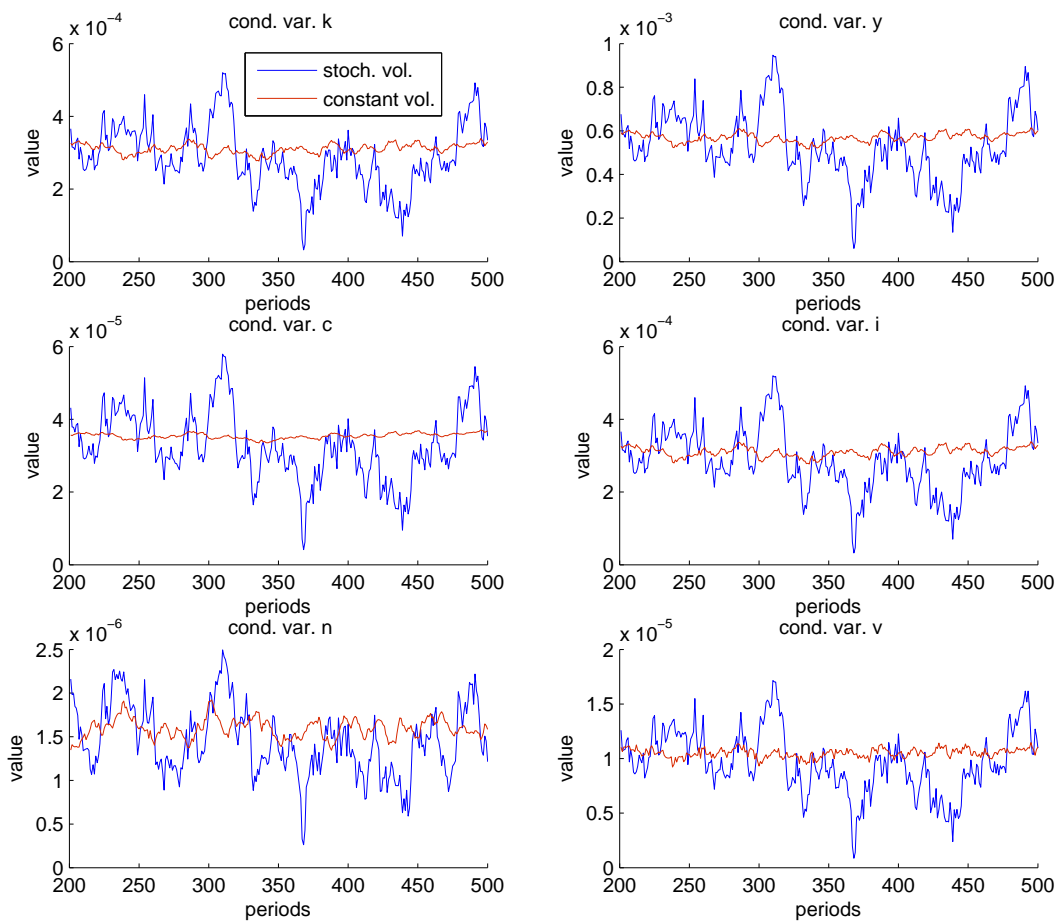 x 10⁻⁴
cond. var. k
6
4
2
0
value
200 250 300 350 400 450 500
periods
stoch. vol.
constant vol.
x 10⁻³
cond. var. y
1
0.8
0.6
0.4
0.2
0
value
200 250 300 350 400 450 500
periods
x 10⁻⁵
cond. var. c
6
4
2
0
value
200 250 300 350 400 450 500
periods
x 10⁻⁴
cond. var. i
6
4
2
0
value
200 250 300 350 400 450 500
periods
x 10⁻⁶
cond. var. n
2.5
2
1.5
1
0.5
0
value
200 250 300 350 400 450 500
periods
x 10⁻⁵
cond. var. v
2
1.5
1
0.5
0
value
200 250 300 350 400 450 500
periods